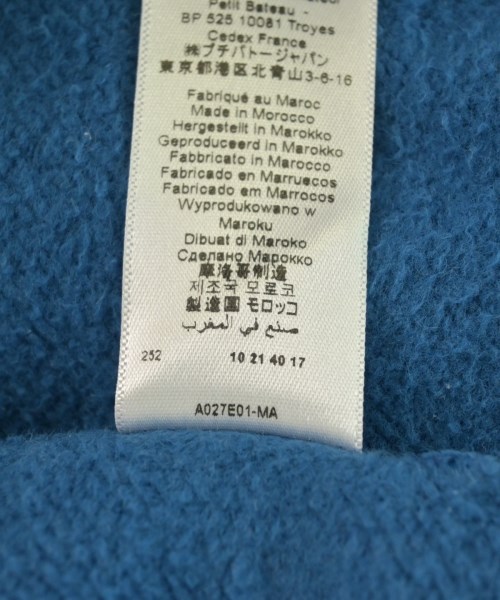 Petit Bateau -
BP 525 10081 Troyes
Cedex France
㈱プチバトージャパン
東京都港区北青山3-6-16
Fabriqué au Maroc
Made in Morocco
Hergestellt in Marokko
Geproduceerd in Marokko
Fabbricato in Marocco
Fabricado en Marruecos
Fabricado em Marrocos
Wyprodukowano w
Maroku
Dibuat di Maroko
Сделано Марокко
摩洛哥制造
제조국 모로코
製造國 モロッコ
صنع في المغرب
252 10 21 40 17
A027E01-MA